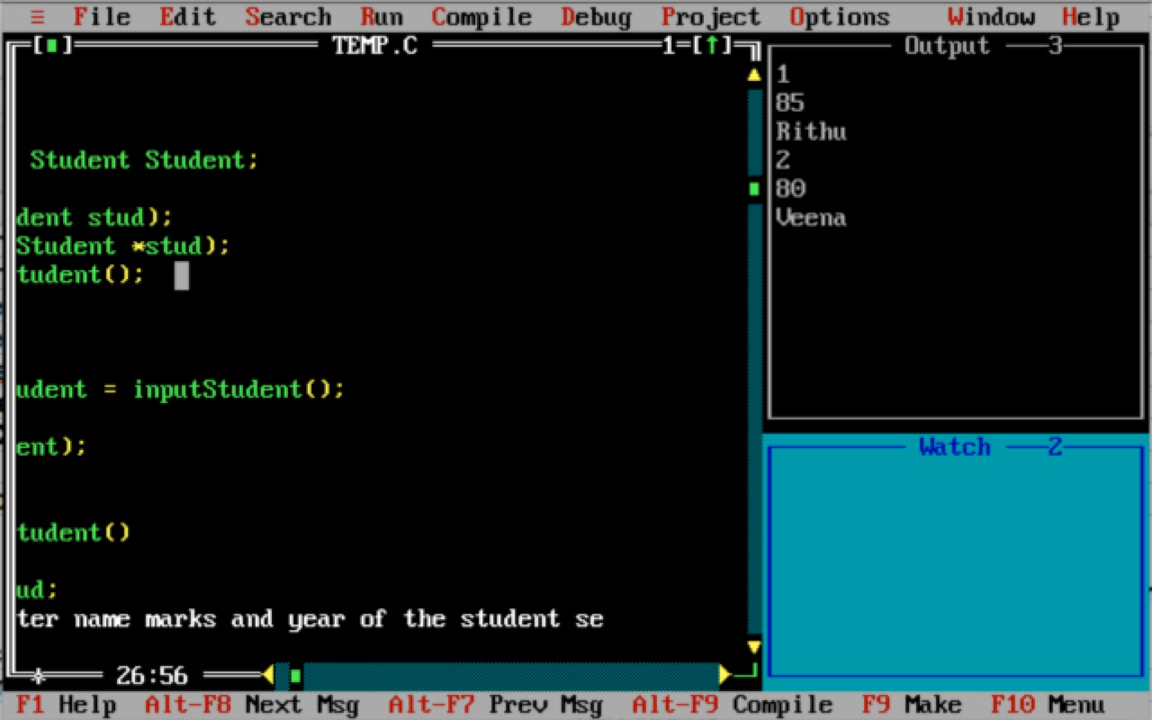 ≡ File Edit Search Run Compile Debug Project Options Window Help
[■] TEMP.C 1=[↑]
Student Student;
dent stud);
Student *stud);
tudent();
udent = inputStudent();
ent);
tudent()
ud;
ter name marks and year of the student se
26:56
Output 3
1
85
Rithu
2
80
Veena
Watch 2
F1 Help Alt-F8 Next Msg Alt-F7 Prev Msg Alt-F9 Compile F9 Make F10 Menu